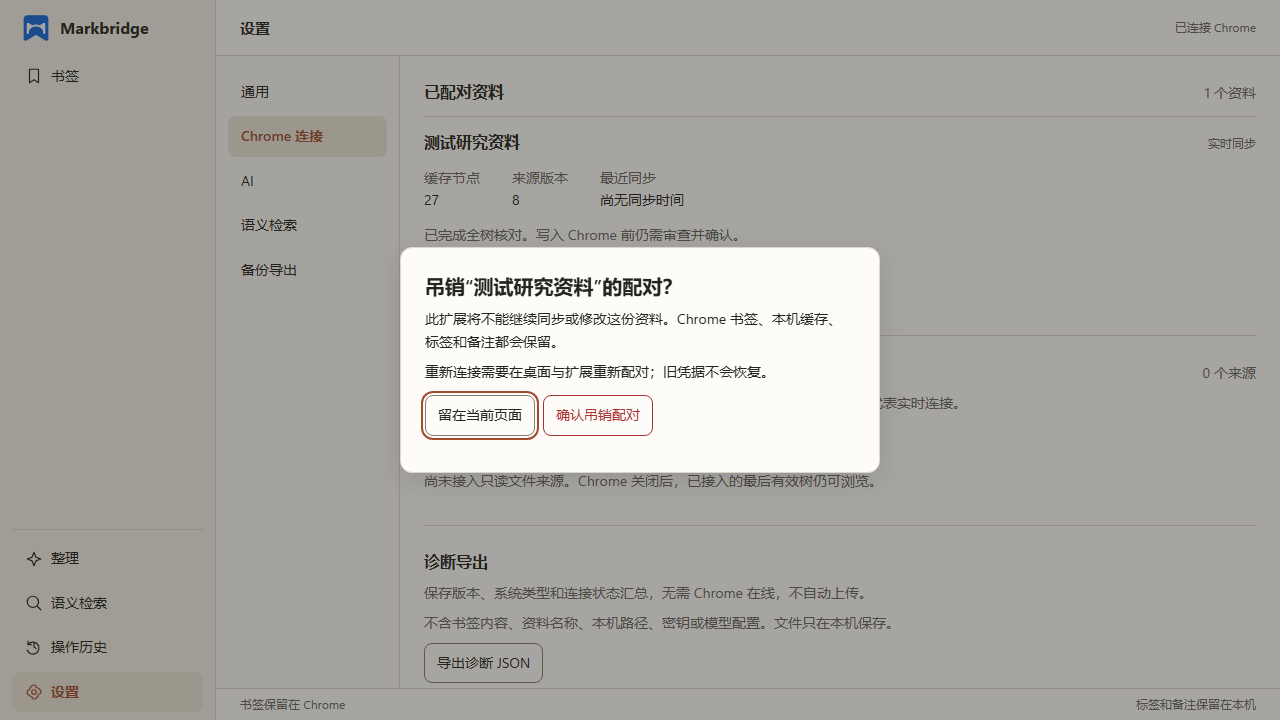 Markbridge
书签
整理
语义检索
操作历史
设置
设置
已连接 Chrome
通用
Chrome 连接
AI
语义检索
备份导出
已配对资料
1 个资料
测试研究资料
实时同步
缓存节点
来源版本
最近同步
27
8
尚无同步时间
已完成全树核对。写入 Chrome 前仍需审查并确认。
吊销“测试研究资料”的配对？
此扩展将不能继续同步或修改这份资料。Chrome 书签、本机缓存、
标签和备注都会保留。
重新连接需要在桌面与扩展重新配对；旧凭据不会恢复。
留在当前页面
确认吊销配对
0 个来源
表实时连接。
尚未接入只读文件来源。Chrome 关闭后，已接入的最后有效树仍可浏览。
诊断导出
保存版本、系统类型和连接状态汇总，无需 Chrome 在线，不自动上传。
不含书签内容、资料名称、本机路径、密钥或模型配置。文件只在本机保存。
导出诊断 JSON
书签保留在 Chrome
标签和备注保留在本机